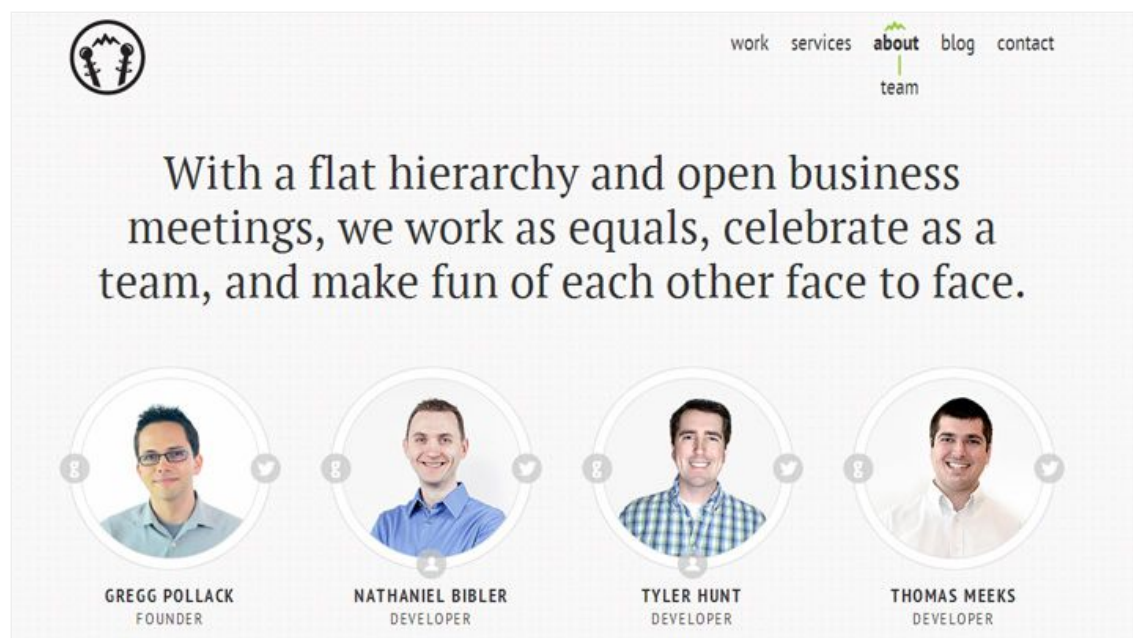 work services about blog contact
team
With a flat hierarchy and open business
meetings, we work as equals, celebrate as a
team, and make fun of each other face to face.
g g g g
GREGG POLLACK NATHANIEL BIBLER TYLER HUNT THOMAS MEEKS
FOUNDER DEVELOPER DEVELOPER DEVELOPER